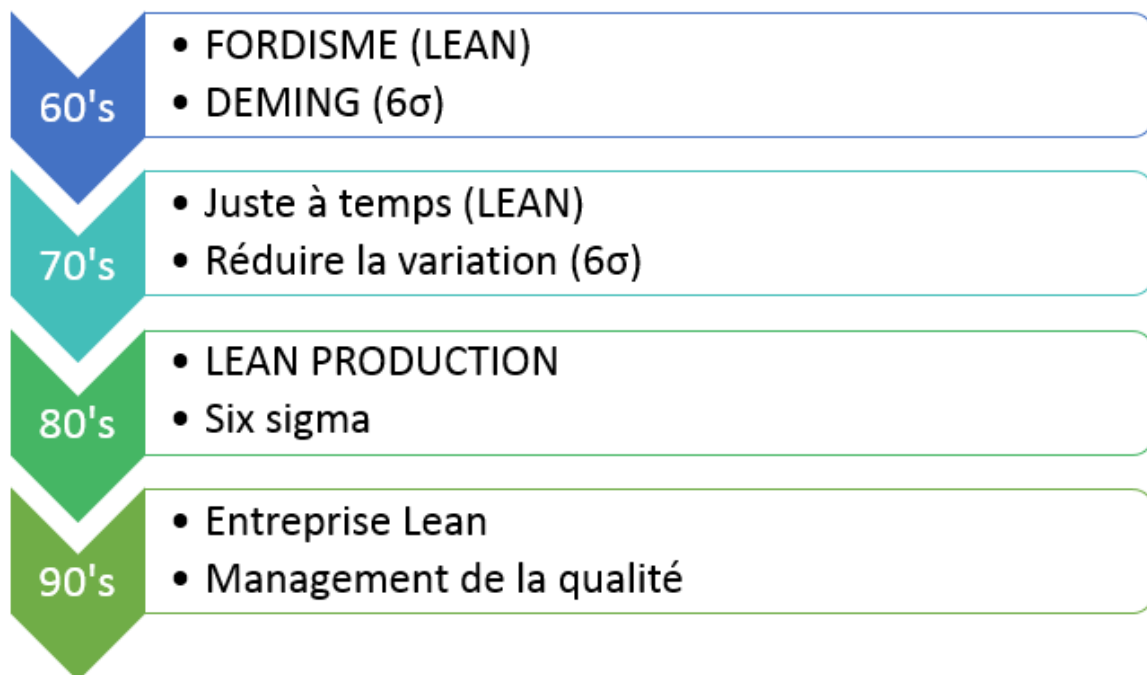 60's
• FORDISME (LEAN)
• DEMING (6σ)
70's
• Juste à temps (LEAN)
• Réduire la variation (6σ)
80's
• LEAN PRODUCTION
• Six sigma
90's
• Entreprise Lean
• Management de la qualité